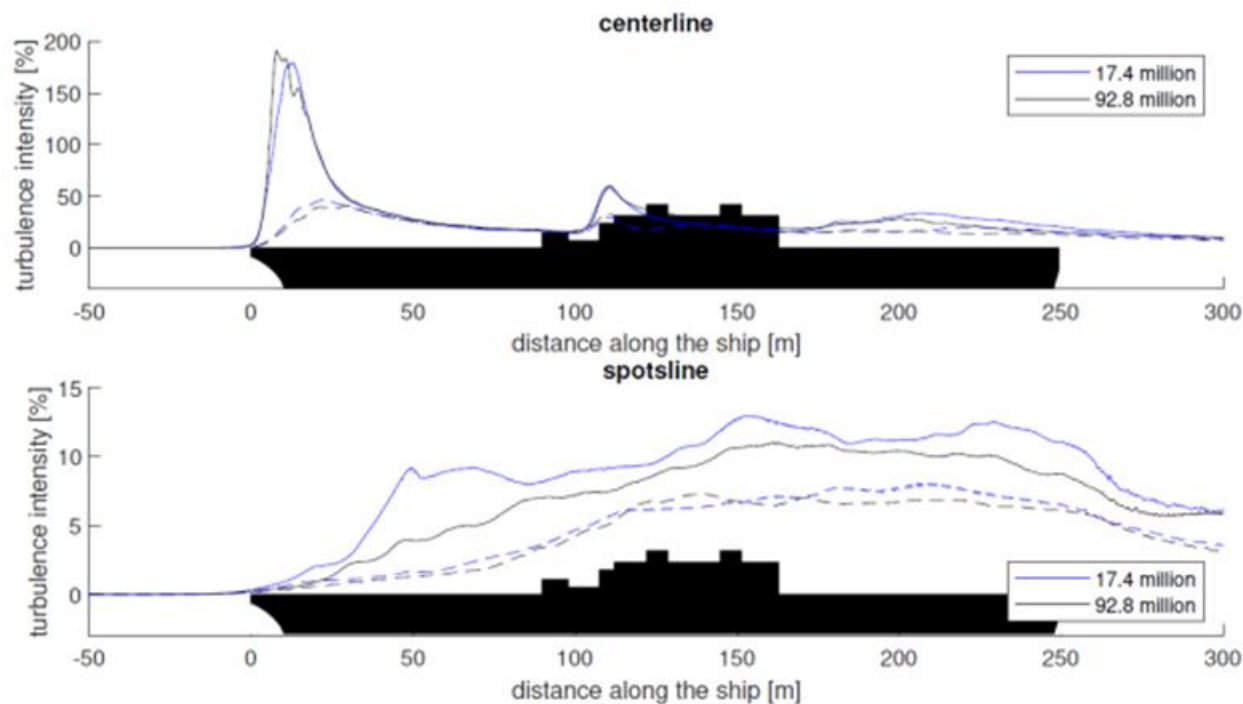 centerline
turbulence intensity [%]
200
150
100
50
0
17.4 million
92.8 million
-50 0 50 100 150 200 250 300
distance along the ship [m]
spotsline
turbulence intensity [%]
15
10
5
0
17.4 million
92.8 million
-50 0 50 100 150 200 250 300
distance along the ship [m]